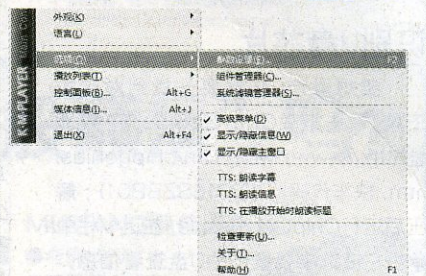 K-M PLAYER
外观(K)
语言(L)
选项(L)
参数设置(E)... F2
播放列表(T)
组件管理器(C)...
控制面板(B)... Alt+G
系统滤镜管理器(S)...
媒体信息(I)... Alt+J
高级菜单(D)
退出(X) Alt+F4
显示/隐藏信息(W)
显示/隐藏主窗口
TTS: 朗读字幕
TTS: 朗读信息
TTS: 在播放开始时朗读标题
检查更新(U)...
关于(I)...
帮助(H) F1